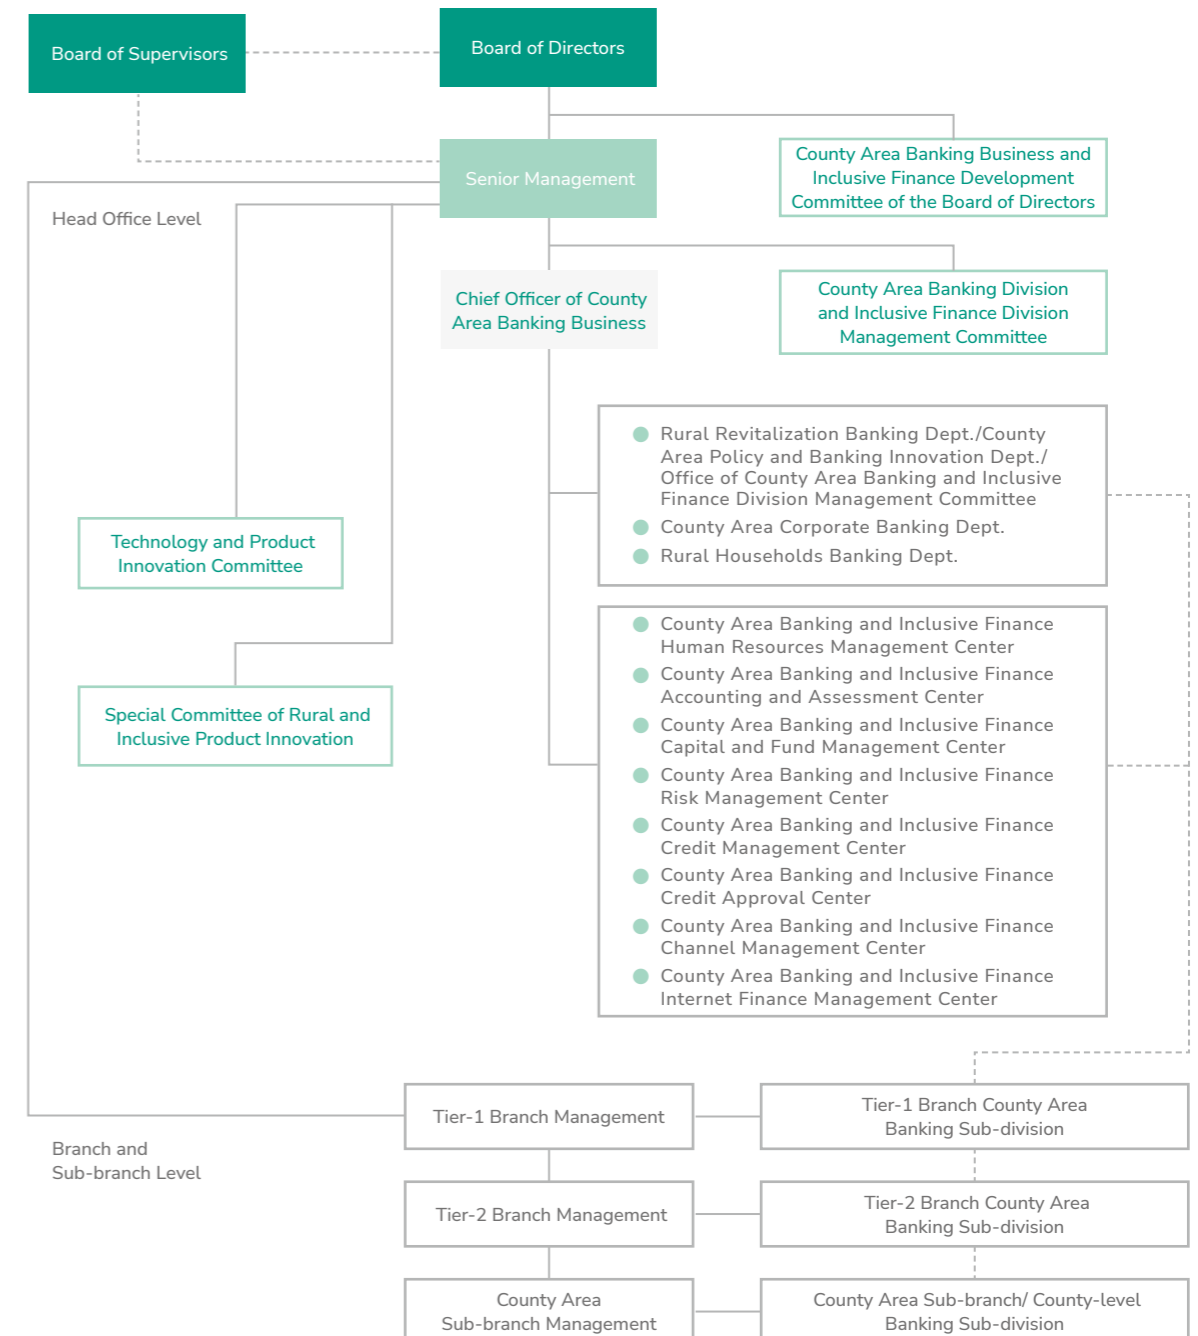 Board of Supervisors
Board of Directors
Senior Management
County Area Banking Business and
Inclusive Finance Development
Committee of the Board of Directors
Head Office Level
Chief Officer of County
Area Banking Business
County Area Banking Division
and Inclusive Finance Division
Management Committee
Rural Revitalization Banking Dept./County
Area Policy and Banking Innovation Dept./
Office of County Area Banking and Inclusive
Finance Division Management Committee
County Area Corporate Banking Dept.
Rural Households Banking Dept.
Technology and Product
Innovation Committee
Special Committee of Rural and
Inclusive Product Innovation
County Area Banking and Inclusive Finance
Human Resources Management Center
County Area Banking and Inclusive Finance
Accounting and Assessment Center
County Area Banking and Inclusive Finance
Capital and Fund Management Center
County Area Banking and Inclusive Finance
Risk Management Center
County Area Banking and Inclusive Finance
Credit Management Center
County Area Banking and Inclusive Finance
Credit Approval Center
County Area Banking and Inclusive Finance
Channel Management Center
County Area Banking and Inclusive Finance
Internet Finance Management Center
Tier-1 Branch Management
Tier-1 Branch County Area
Banking Sub-division
Branch and
Sub-branch Level
Tier-2 Branch Management
Tier-2 Branch County Area
Banking Sub-division
County Area
Sub-branch Management
County Area Sub-branch/ County-level
Banking Sub-division